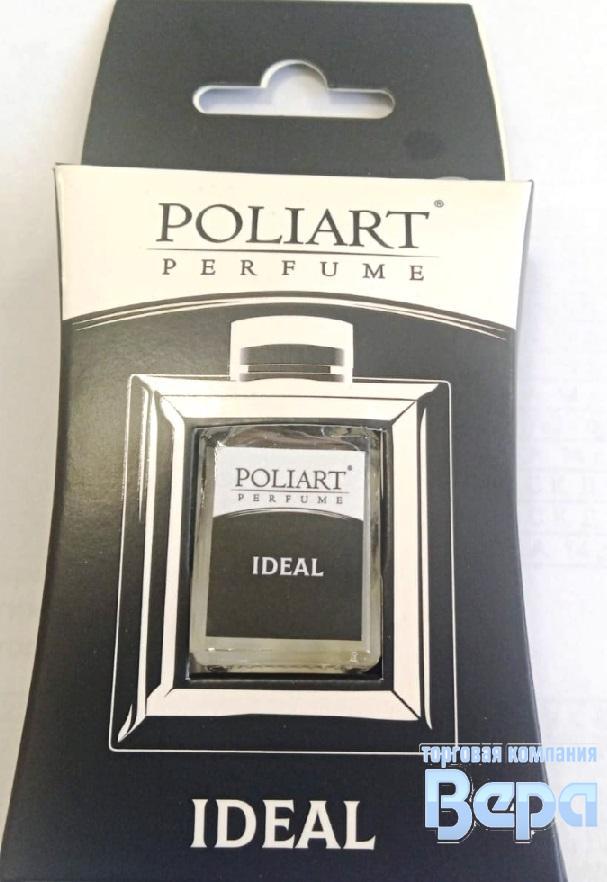 POLIART®
PERFUME
POLIART®
PERFUME
IDEAL
торговая компания
Вера
IDEAL